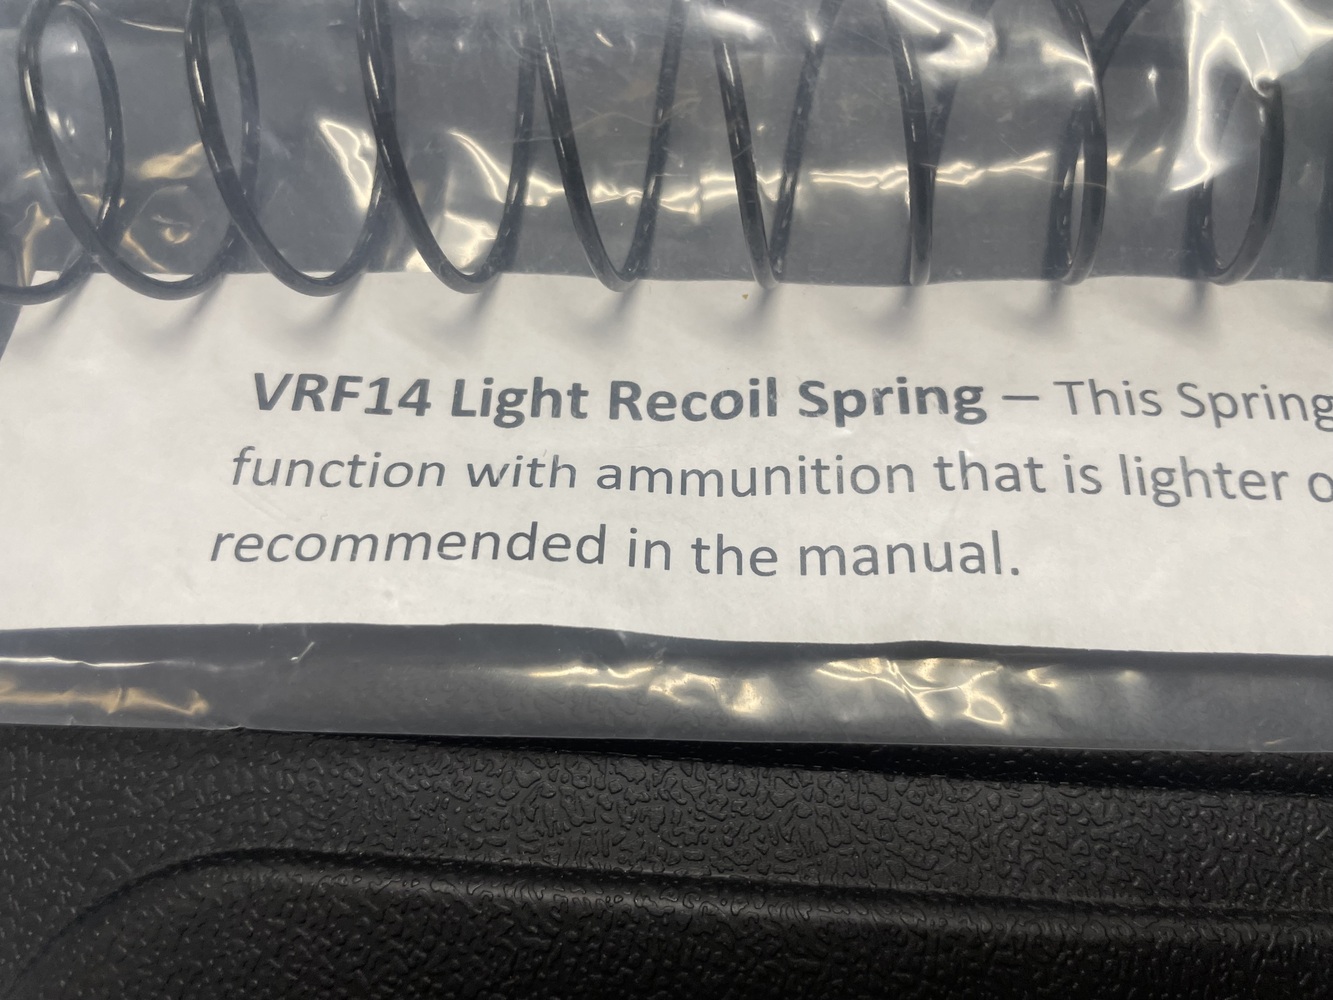 VRF14 Light Recoil Spring – This Spring
function with ammunition that is lighter
recommended in the manual.